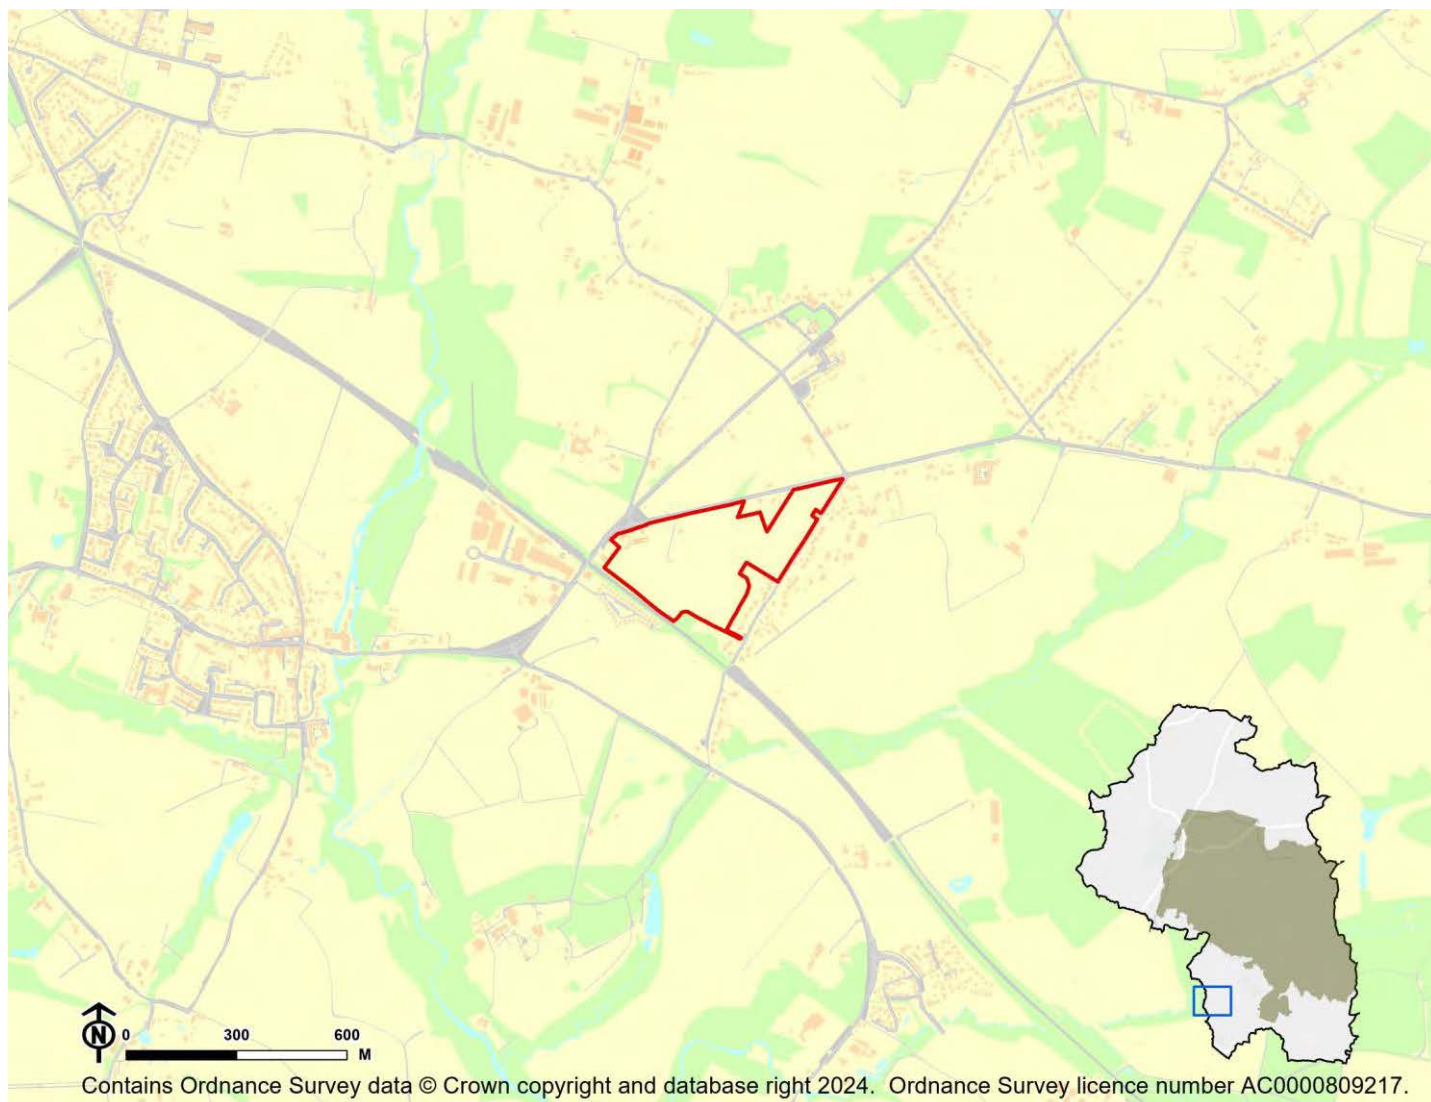 N
0 300 600
M
Contains Ordnance Survey data © Crown copyright and database right 2024. Ordnance Survey licence number AC0000809217.